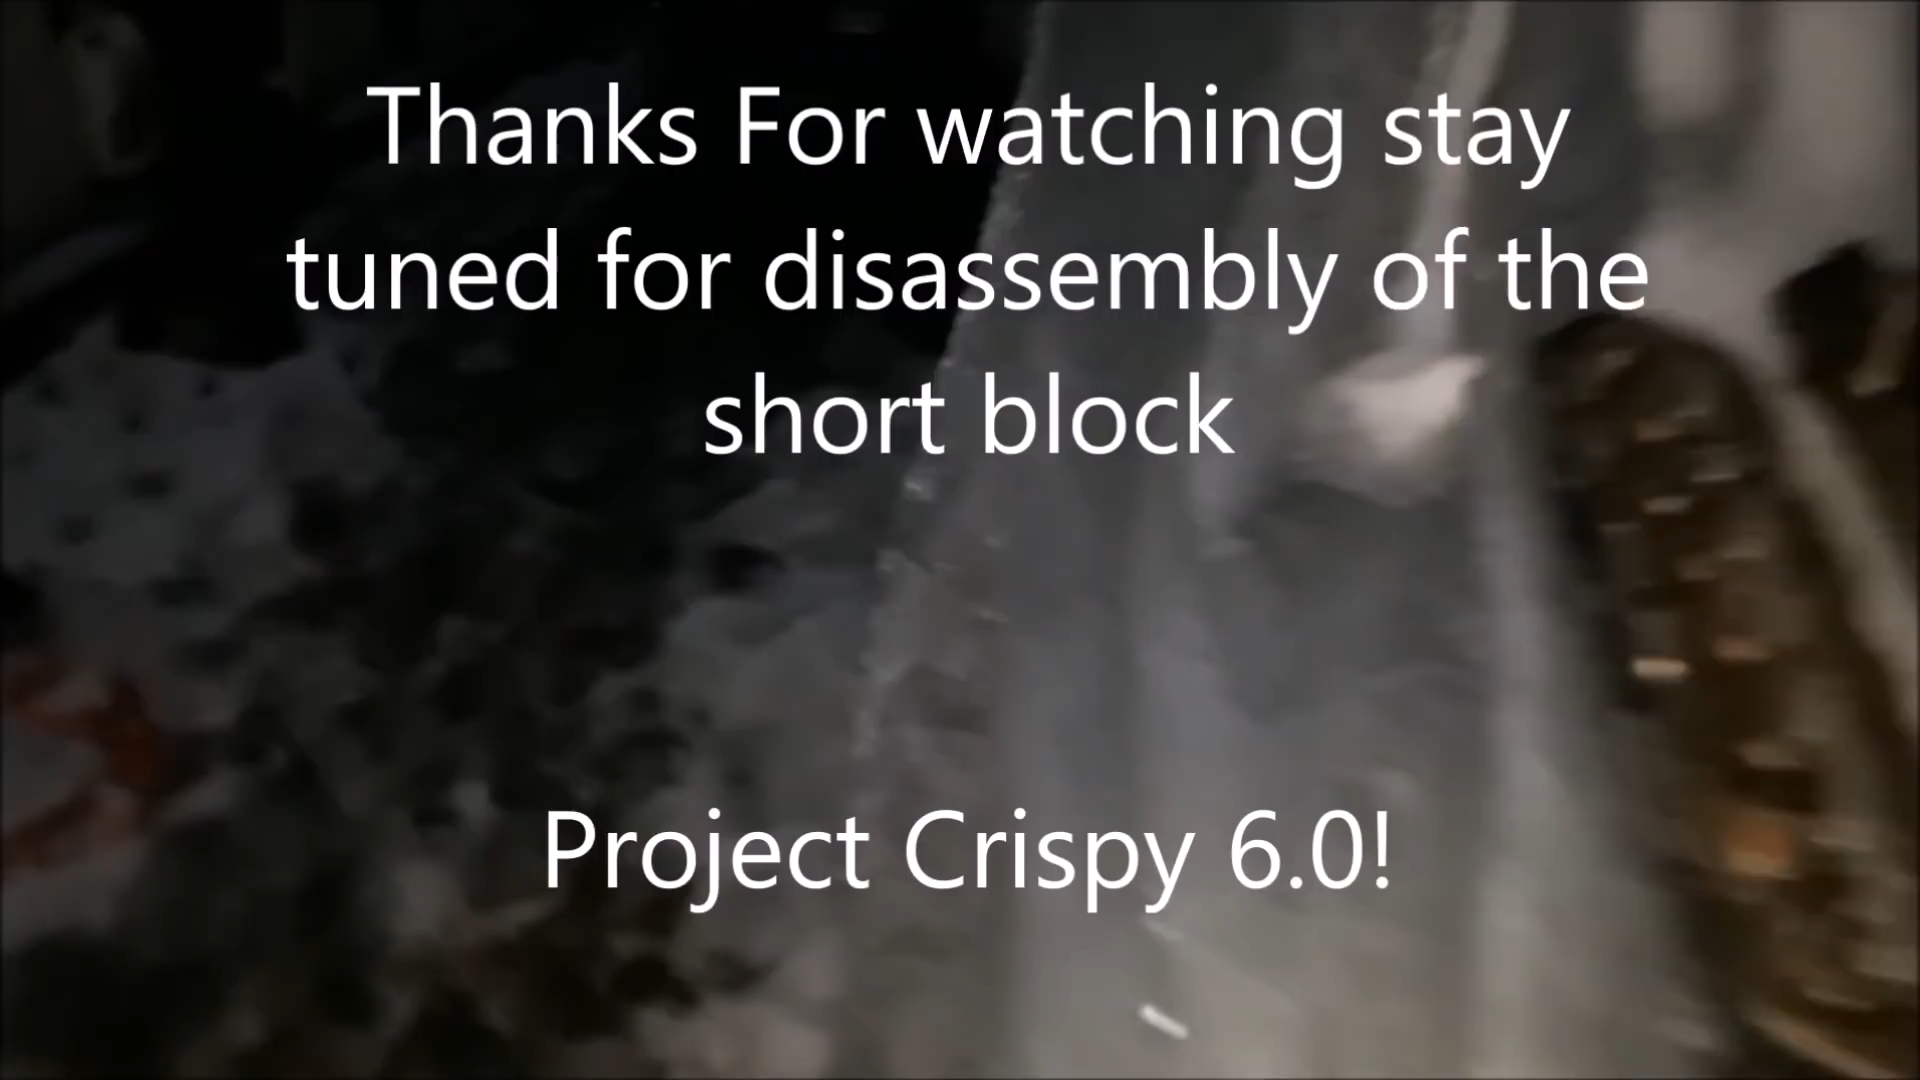 Thanks For watching stay
tuned for disassembly of the
short block
Project Crispy 6.0!